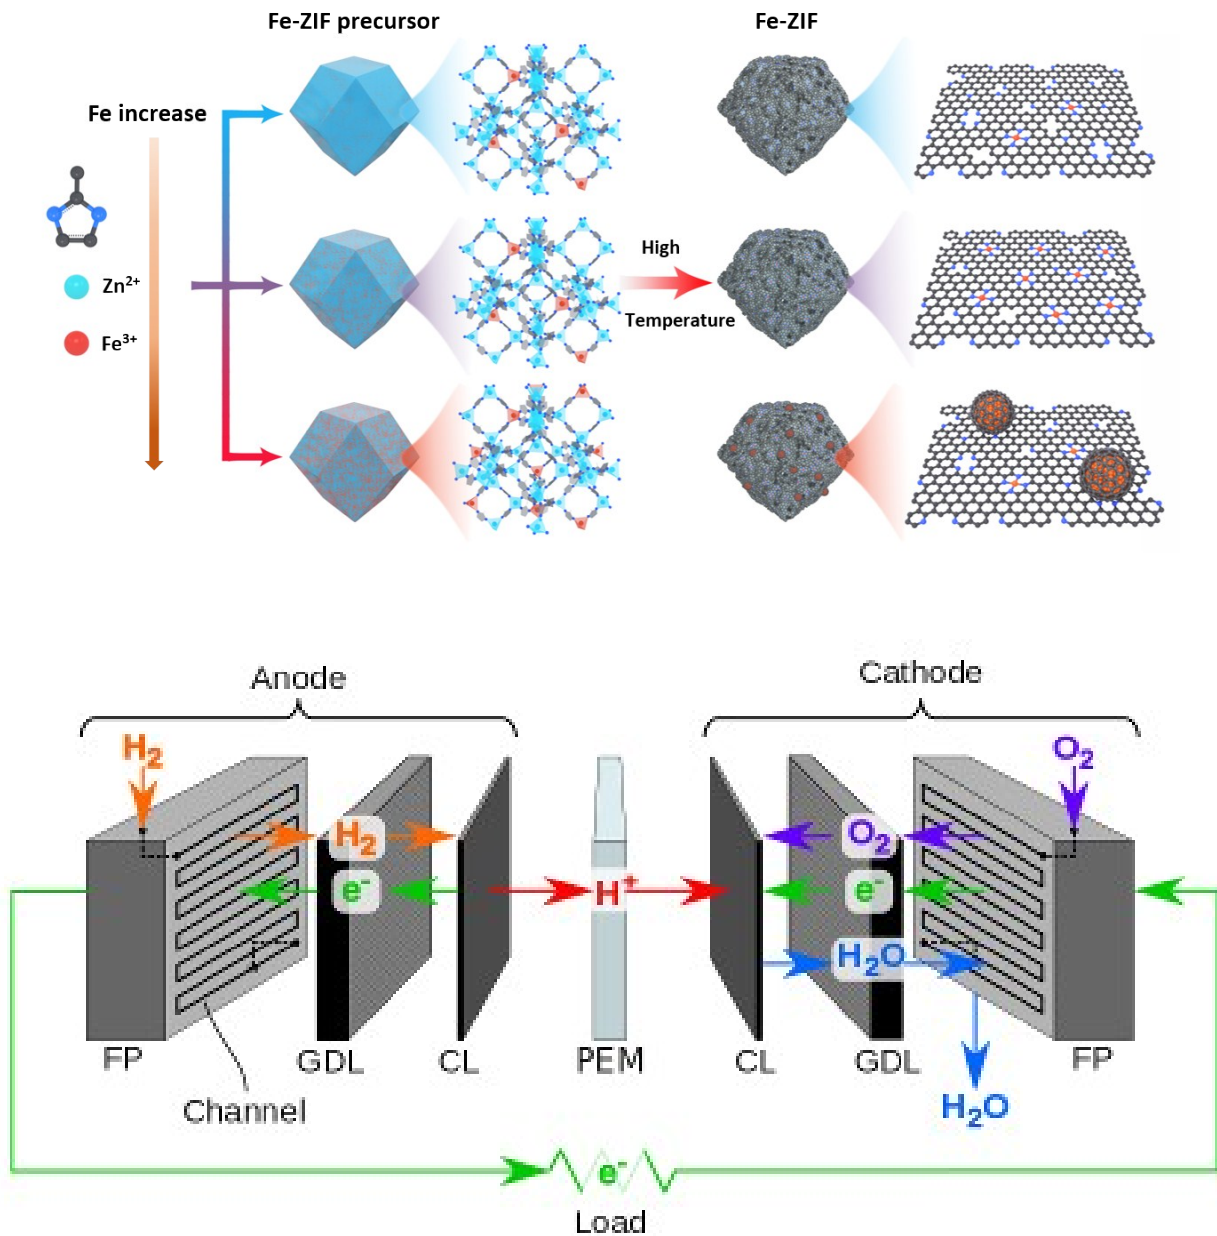 Fe-ZIF precursor
Fe-ZIF
Fe increase
Zn²⁺
Fe³⁺
High
Temperature
Anode
Cathode
H₂
O₂
H₂
O₂
e⁻
H⁺
e⁻
H₂O
FP
GDL
CL
PEM
CL
GDL
FP
Channel
H₂O
e⁻
Load